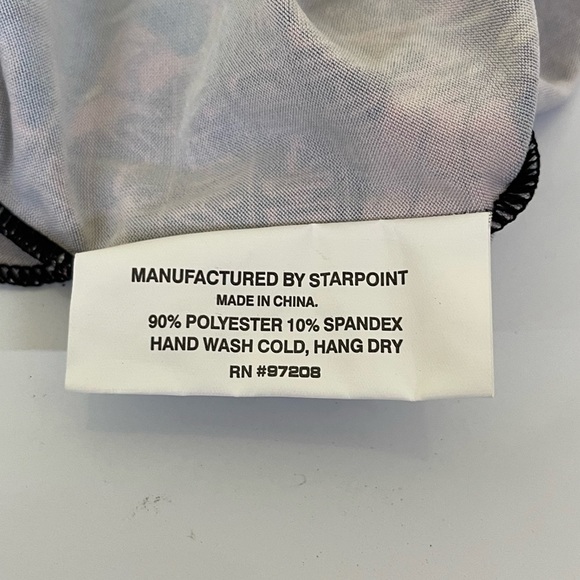 MANUFACTURED BY STARPOINT
MADE IN CHINA.
90% POLYESTER 10% SPANDEX
HAND WASH COLD, HANG DRY
RN #97208